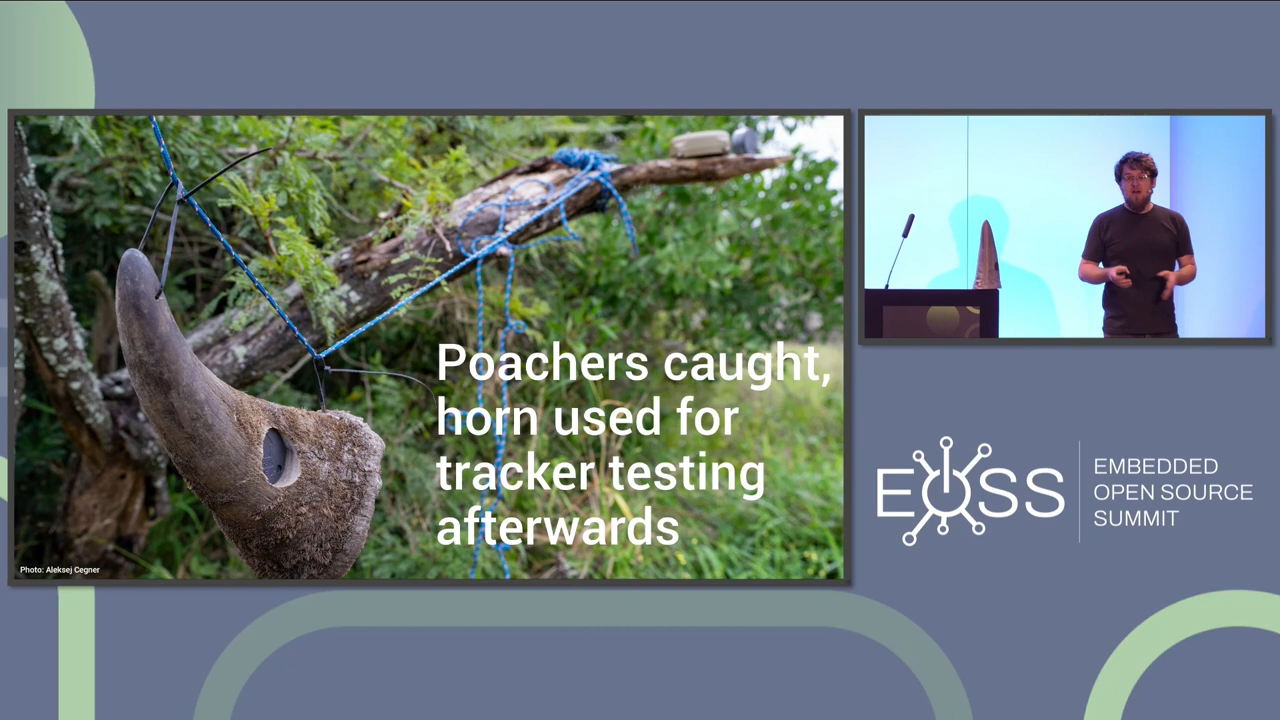 Poachers caught,
horn used for
tracker testing
afterwards
Photo: Aleksej Cegner
EOSS
EMBEDDED
OPEN SOURCE
SUMMIT